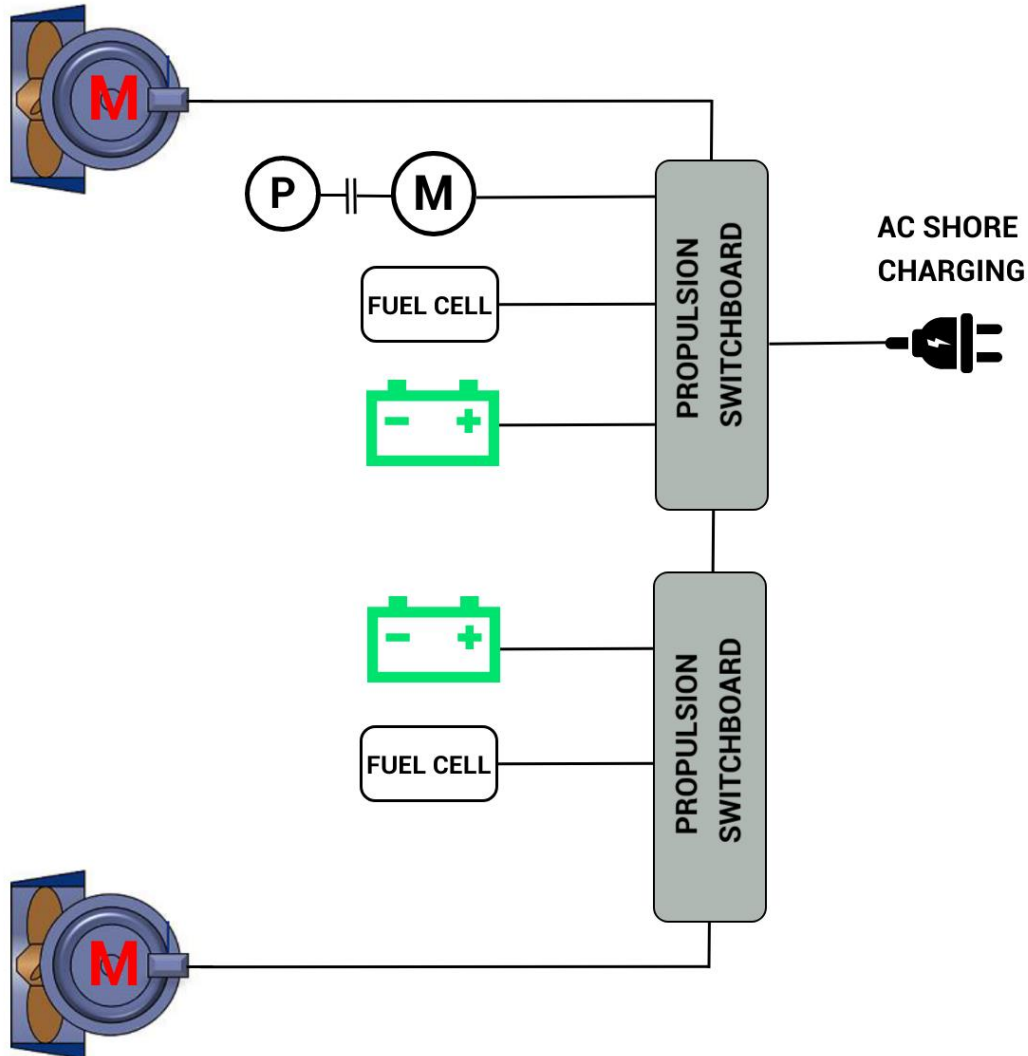 M
P
M
FUEL CELL
PROPULSION
SWITCHBOARD
AC SHORE
CHARGING
FUEL CELL
PROPULSION
SWITCHBOARD
M